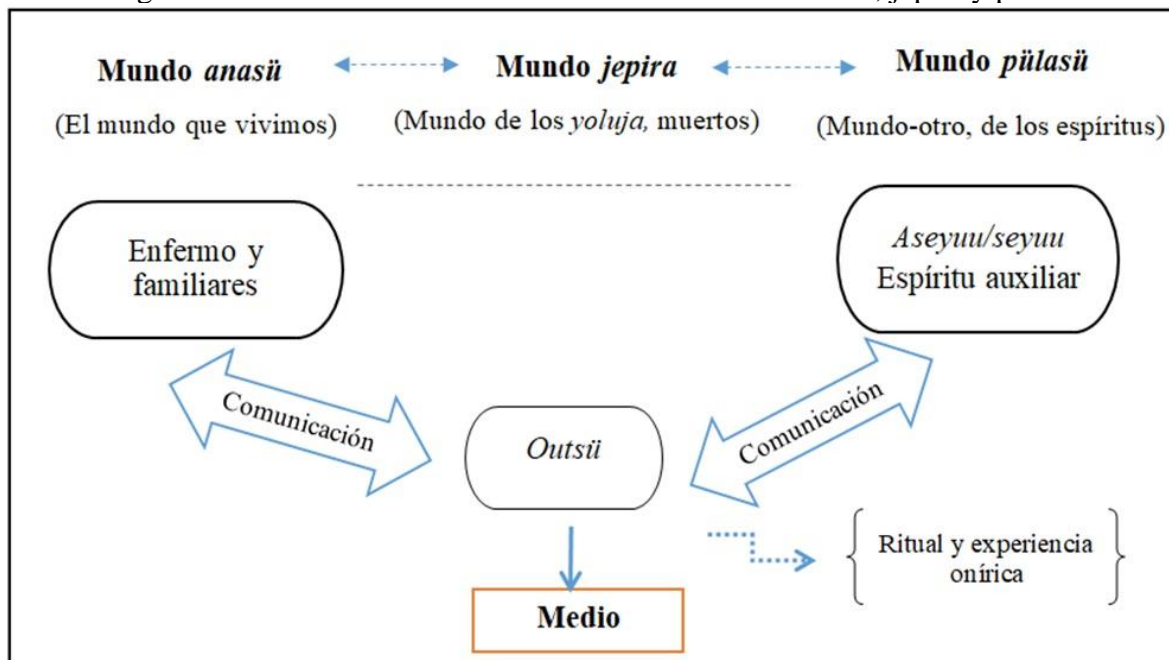 Mundo anasü
Mundo jepira
Mundo pülasü
(El mundo que vivimos)
(Mundo de los yoluja, muertos)
(Mundo-otro, de los espíritus)
Enfermo y
familiares
Aseyuu/seyuu
Espíritu auxiliar
Comunicación
Comunicación
Outsü
Ritual y experiencia
onírica
Medio